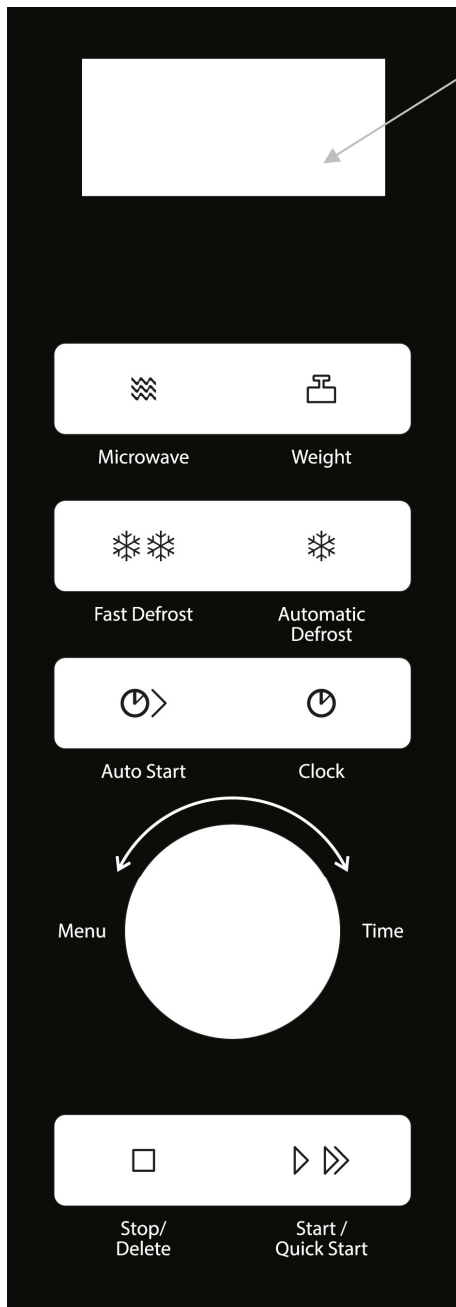 Microwave Weight
Fast Defrost Automatic
Defrost
Auto Start Clock
Menu Time
Stop/ Start /
Delete Quick Start